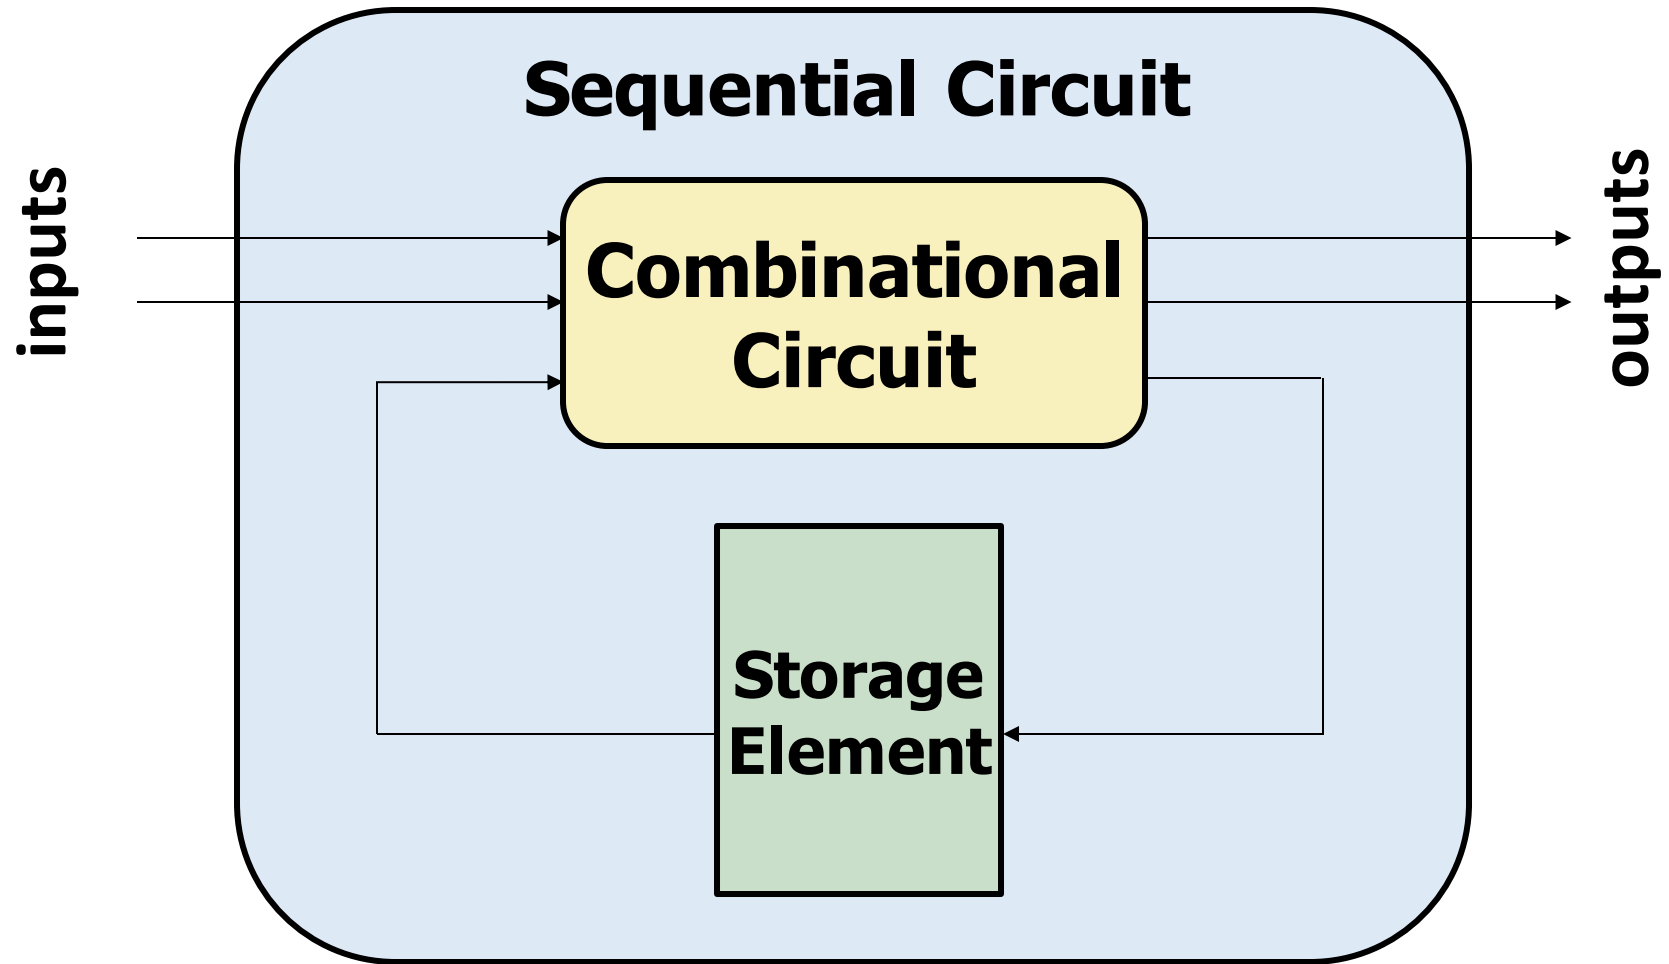 Sequential Circuit
inputs
Combinational
Circuit
outputs
Storage
Element